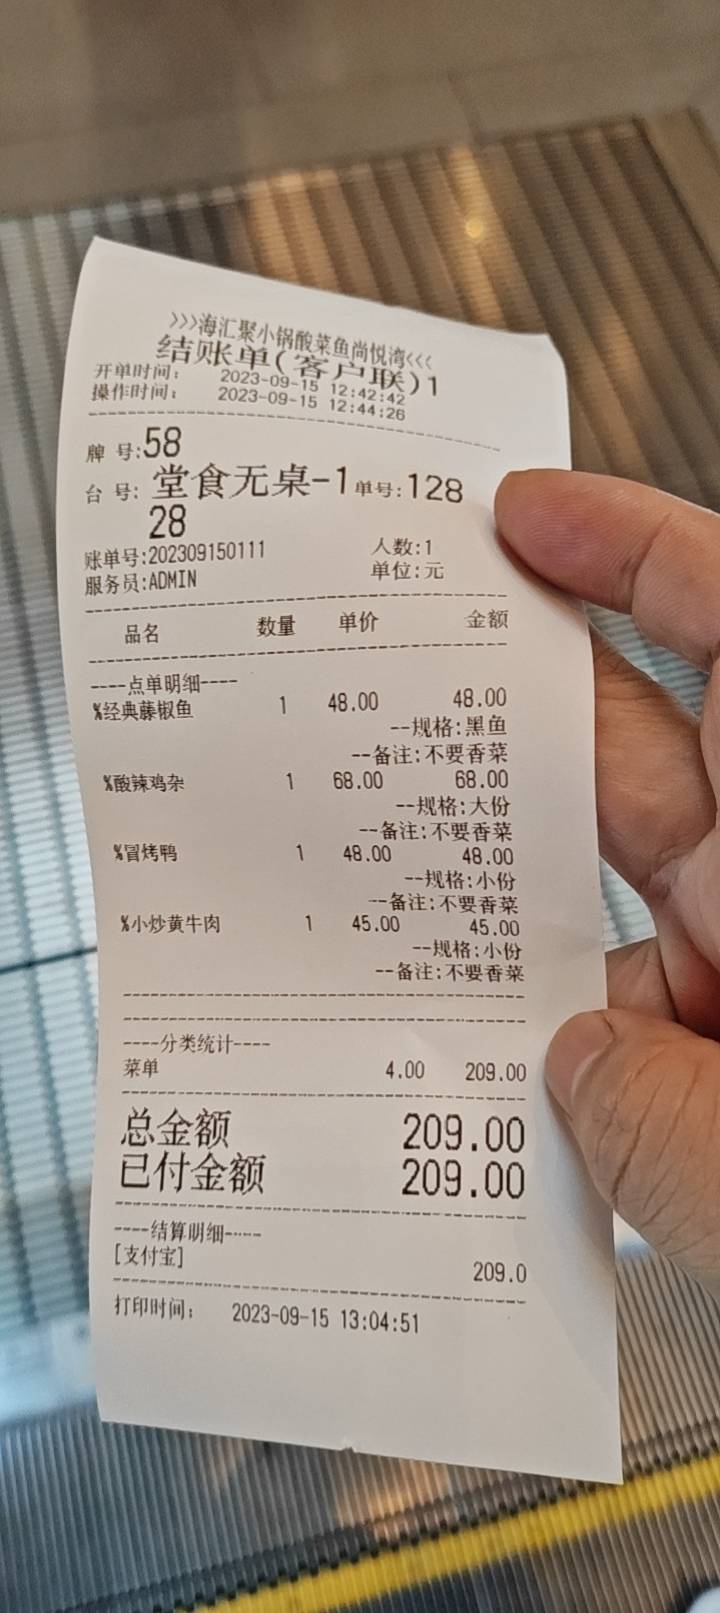 >>>海汇聚小锅酸菜鱼尚悦湾<<<
结账单(客户联)1
开单时间: 2023-09-15 12:42:42
操作时间: 2023-09-15 12:44:26
牌 号:58
台 号: 堂食无桌-1 单号:128
28
账单号:202309150111 人数:1
服务员:ADMIN 单位:元
品名 数量 单价 金额
----点单明细----
%经典藤椒鱼 1 48.00 48.00
--规格:黑鱼
--备注:不要香菜
%酸辣鸡杂 1 68.00 68.00
--规格:大份
--备注:不要香菜
%冒烤鸭 1 48.00 48.00
--规格:小份
--备注:不要香菜
%小炒黄牛肉 1 45.00 45.00
--规格:小份
--备注:不要香菜
----分类统计----
菜单 4.00 209.00
总金额 209.00
已付金额 209.00
----结算明细----
[支付宝] 209.0
打印时间: 2023-09-15 13:04:51